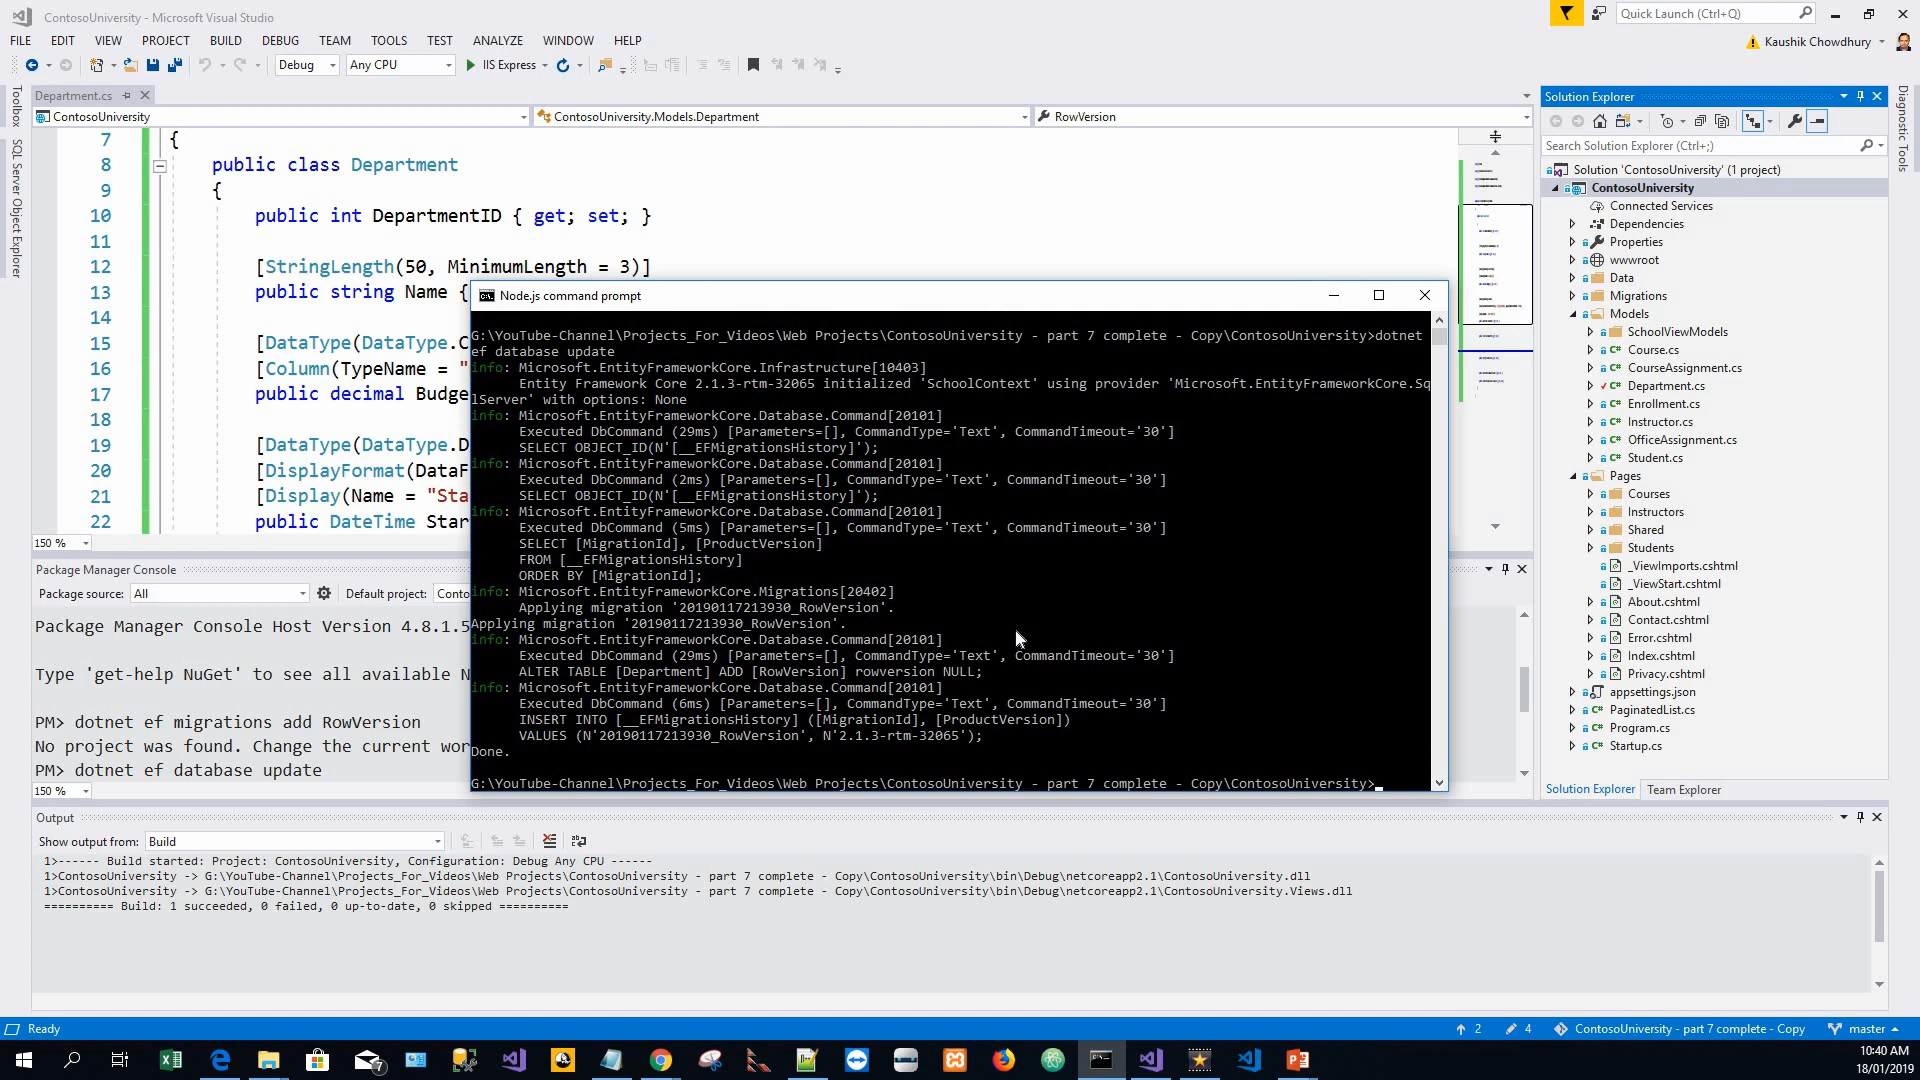 ContosoUniversity - Microsoft Visual Studio
Quick Launch (Ctrl+Q)
FILE EDIT VIEW PROJECT BUILD DEBUG TEAM TOOLS TEST ANALYZE WINDOW HELP
Kaushik Chowdhury
Debug Any CPU IIS Express
Department.cs
ContosoUniversity ContosoUniversity.Models.Department RowVersion
Toolbox
SQL Server Object Explorer
7 {
8 public class Department
9 {
10 public int DepartmentID { get; set; }
11
12 [StringLength(50, MinimumLength = 3)]
13 public string Name {
14
15 [DataType(DataType.C
16 [Column(TypeName = "
17 public decimal Budge
18
19 [DataType(DataType.D
20 [DisplayFormat(DataF
21 [Display(Name = "Sta
22 public DateTime Star
150 %
Package Manager Console
Package source: All Default project: Conto
Package Manager Console Host Version 4.8.1.5
Type 'get-help NuGet' to see all available N
PM> dotnet ef migrations add RowVersion
No project was found. Change the current wor
PM> dotnet ef database update
150 %
Node.js command prompt
G:\YouTube-Channel\Projects_For_Videos\Web Projects\ContosoUniversity - part 7 complete - Copy\ContosoUniversity>dotnet
ef database update
info: Microsoft.EntityFrameworkCore.Infrastructure[10403]
Entity Framework Core 2.1.3-rtm-32065 initialized 'SchoolContext' using provider 'Microsoft.EntityFrameworkCore.Sq
lServer' with options: None
info: Microsoft.EntityFrameworkCore.Database.Command[20101]
Executed DbCommand (29ms) [Parameters=[], CommandType='Text', CommandTimeout='30']
SELECT OBJECT_ID(N'[__EFMigrationsHistory]');
info: Microsoft.EntityFrameworkCore.Database.Command[20101]
Executed DbCommand (2ms) [Parameters=[], CommandType='Text', CommandTimeout='30']
SELECT OBJECT_ID(N'[__EFMigrationsHistory]');
info: Microsoft.EntityFrameworkCore.Database.Command[20101]
Executed DbCommand (5ms) [Parameters=[], CommandType='Text', CommandTimeout='30']
SELECT [MigrationId], [ProductVersion]
FROM [__EFMigrationsHistory]
ORDER BY [MigrationId];
info: Microsoft.EntityFrameworkCore.Migrations[20402]
Applying migration '20190117213930_RowVersion'.
Applying migration '20190117213930_RowVersion'.
info: Microsoft.EntityFrameworkCore.Database.Command[20101]
Executed DbCommand (29ms) [Parameters=[], CommandType='Text', CommandTimeout='30']
ALTER TABLE [Department] ADD [RowVersion] rowversion NULL;
info: Microsoft.EntityFrameworkCore.Database.Command[20101]
Executed DbCommand (6ms) [Parameters=[], CommandType='Text', CommandTimeout='30']
INSERT INTO [__EFMigrationsHistory] ([MigrationId], [ProductVersion])
VALUES (N'20190117213930_RowVersion', N'2.1.3-rtm-32065');
Done.
G:\YouTube-Channel\Projects_For_Videos\Web Projects\ContosoUniversity - part 7 complete - Copy\ContosoUniversity>
Solution Explorer
Search Solution Explorer (Ctrl+;)
Solution 'ContosoUniversity' (1 project)
ContosoUniversity
Connected Services
Dependencies
Properties
wwwroot
Data
Migrations
Models
SchoolViewModels
Course.cs
CourseAssignment.cs
Department.cs
Enrollment.cs
Instructor.cs
OfficeAssignment.cs
Student.cs
Pages
Courses
Instructors
Shared
Students
_ViewImports.cshtml
_ViewStart.cshtml
About.cshtml
Contact.cshtml
Error.cshtml
Index.cshtml
Privacy.cshtml
appsettings.json
PaginatedList.cs
Program.cs
Startup.cs
Solution Explorer Team Explorer
Diagnostic Tools
Output
Show output from: Build
1>------ Build started: Project: ContosoUniversity, Configuration: Debug Any CPU ------
1>ContosoUniversity -> G:\YouTube-Channel\Projects_For_Videos\Web Projects\ContosoUniversity - part 7 complete - Copy\ContosoUniversity\bin\Debug\netcoreapp2.1\ContosoUniversity.dll
1>ContosoUniversity -> G:\YouTube-Channel\Projects_For_Videos\Web Projects\ContosoUniversity - part 7 complete - Copy\ContosoUniversity\bin\Debug\netcoreapp2.1\ContosoUniversity.Views.dll
========== Build: 1 succeeded, 0 failed, 0 up-to-date, 0 skipped ==========
Ready 2 4 ContosoUniversity - part 7 complete - Copy master
7
10:40 AM
18/01/2019